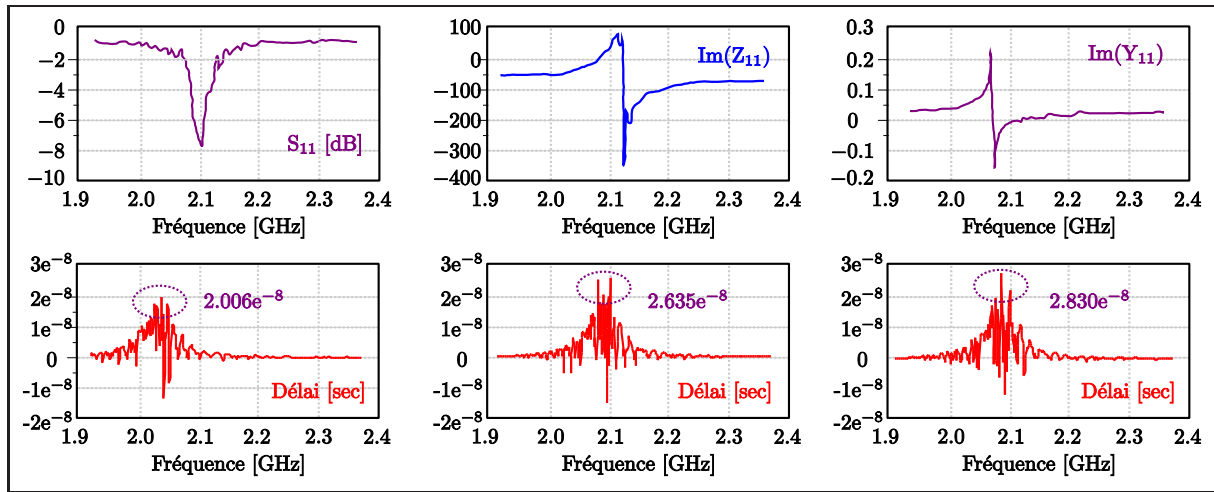 0
−2
−4
−6
−8
−10
S11 [dB]
1.9 2.0 2.1 2.2 2.3 2.4
Fréquence [GHz]
100
0
−100
−200
−300
−400
Im(Z11)
1.9 2.0 2.1 2.2 2.3 2.4
Fréquence [GHz]
0.3
0.2
0.1
0
−0.1
−0.2
Im(Y11)
1.9 2.0 2.1 2.2 2.3 2.4
Fréquence [GHz]
3e−8
2e−8
1e−8
0
-1e−8
-2e−8
2.006e−8
Délai [sec]
1.9 2.0 2.1 2.2 2.3 2.4
Fréquence [GHz]
3e−8
2e−8
1e−8
0
-1e−8
-2e−8
2.635e−8
Délai [sec]
1.9 2.0 2.1 2.2 2.3 2.4
Fréquence [GHz]
3e−8
2e−8
1e−8
0
-1e−8
-2e−8
2.830e−8
Délai [sec]
1.9 2.0 2.1 2.2 2.3 2.4
Fréquence [GHz]